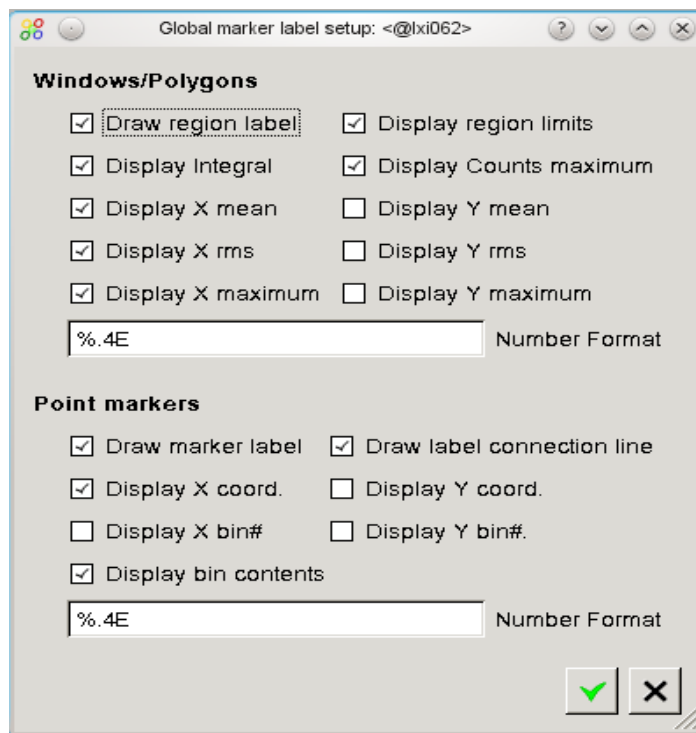 Global marker label setup: <@lxi062>
Windows/Polygons
Draw region label Display region limits
Display Integral Display Counts maximum
Display X mean Display Y mean
Display X rms Display Y rms
Display X maximum Display Y maximum
%.4E Number Format
Point markers
Draw marker label Draw label connection line
Display X coord. Display Y coord.
Display X bin# Display Y bin#.
Display bin contents
%.4E Number Format